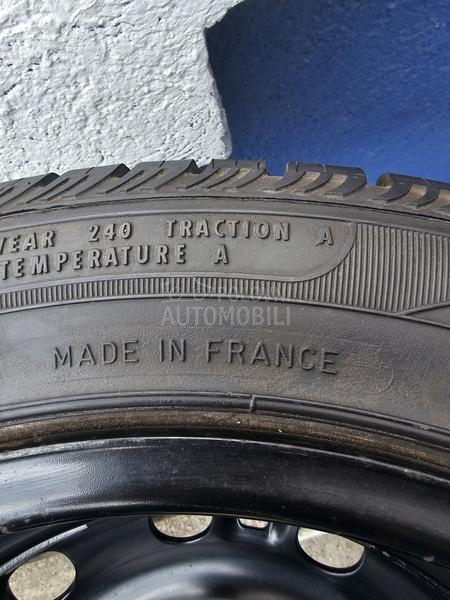 WEAR 240 TRACTION A
TEMPERATURE A
AUTOMOBILI
MADE IN FRANCE